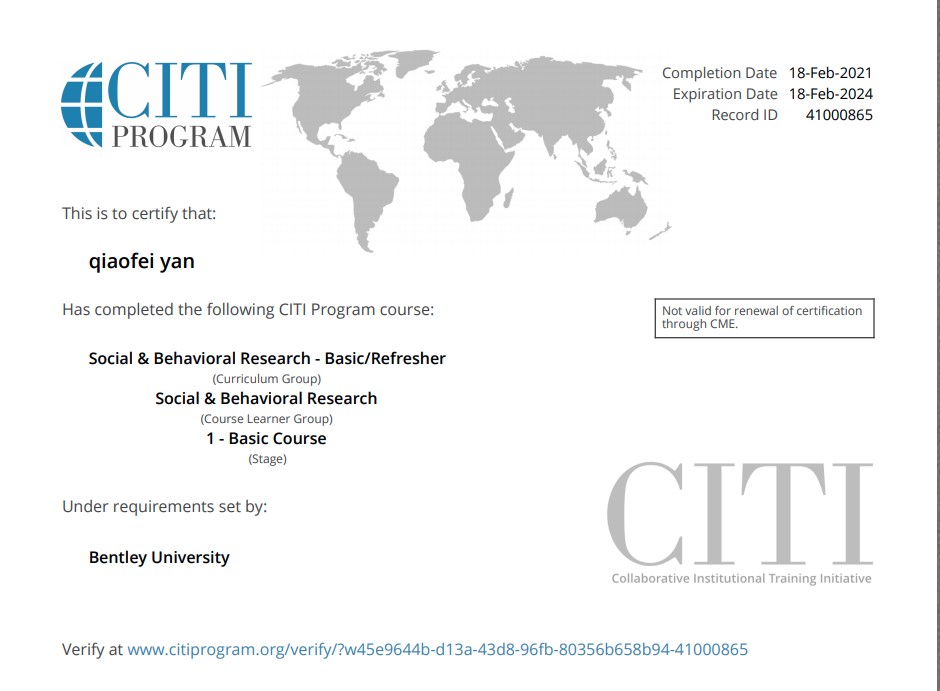 CITI
PROGRAM
Completion Date 18-Feb-2021
Expiration Date 18-Feb-2024
Record ID 41000865
This is to certify that:
qiaofei yan
Has completed the following CITI Program course:
Not valid for renewal of certification
through CME.
Social & Behavioral Research - Basic/Refresher
(Curriculum Group)
Social & Behavioral Research
(Course Learner Group)
1 - Basic Course
(Stage)
Under requirements set by:
Bentley University
CITI
Collaborative Institutional Training Initiative
Verify at www.citiprogram.org/verify/?w45e9644b-d13a-43d8-96fb-80356b658b94-41000865